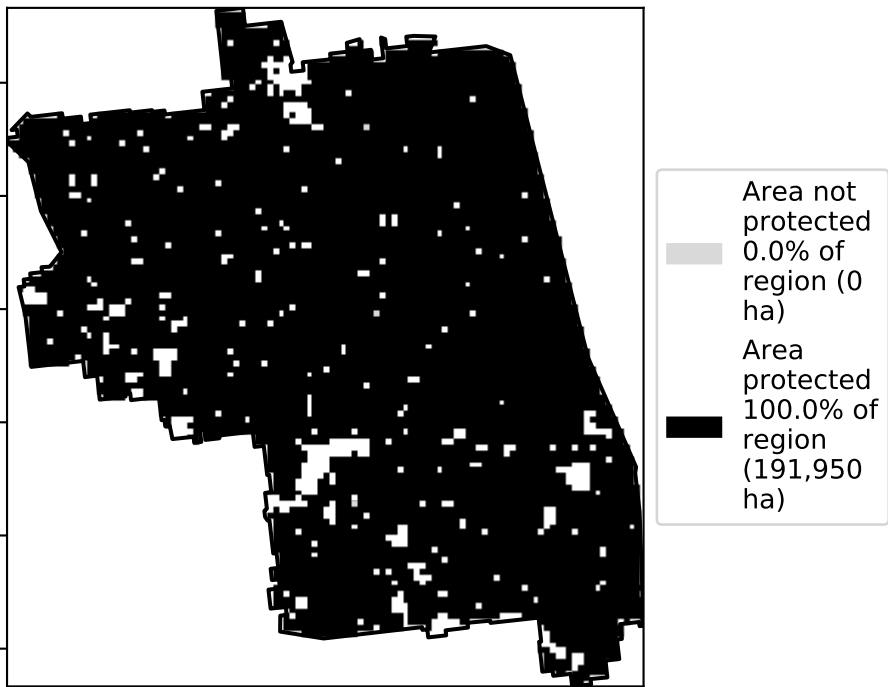 Area not
protected
0.0% of
region (0
ha)
Area
protected
100.0% of
region
(191,950
ha)